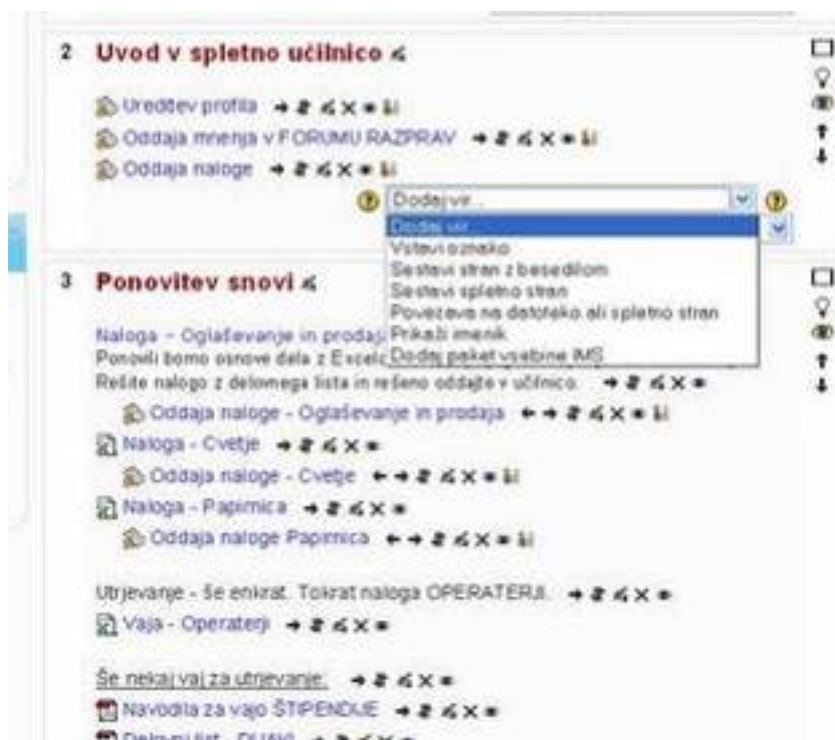 2 Uvod v spletno učilnico
Ureditev profila
Oddaja mnenja v FORUMU RAZPRAV
Oddaja naloge
Dodaj vir...
Dodaj vir...
Vstavi oznako
Sestavi stran z besedilom
Sestavi spletno stran
Povezava na datoteko ali spletno stran
Prikaži imenik
Dodaj paket vsebine IMS
3 Ponovitev snovi
Naloga - Oglaševanje in prodaja
Ponovili bomo osnove dela z Excelo
Rešite nalogo z delovnega lista in rešeno oddajte v učilnico.
Oddaja naloge - Oglaševanje in prodaja
Naloga - Cvetje
Oddaja naloge - Cvetje
Naloga - Papirnica
Oddaja naloge Papirnica
Utrjevanje - še enkrat. Tokrat naloga OPERATERJI.
Vaja - Operaterji
Še nekaj vaj za utrjevanje:
Navodila za vajo ŠTIPENDIJE
Delovni list